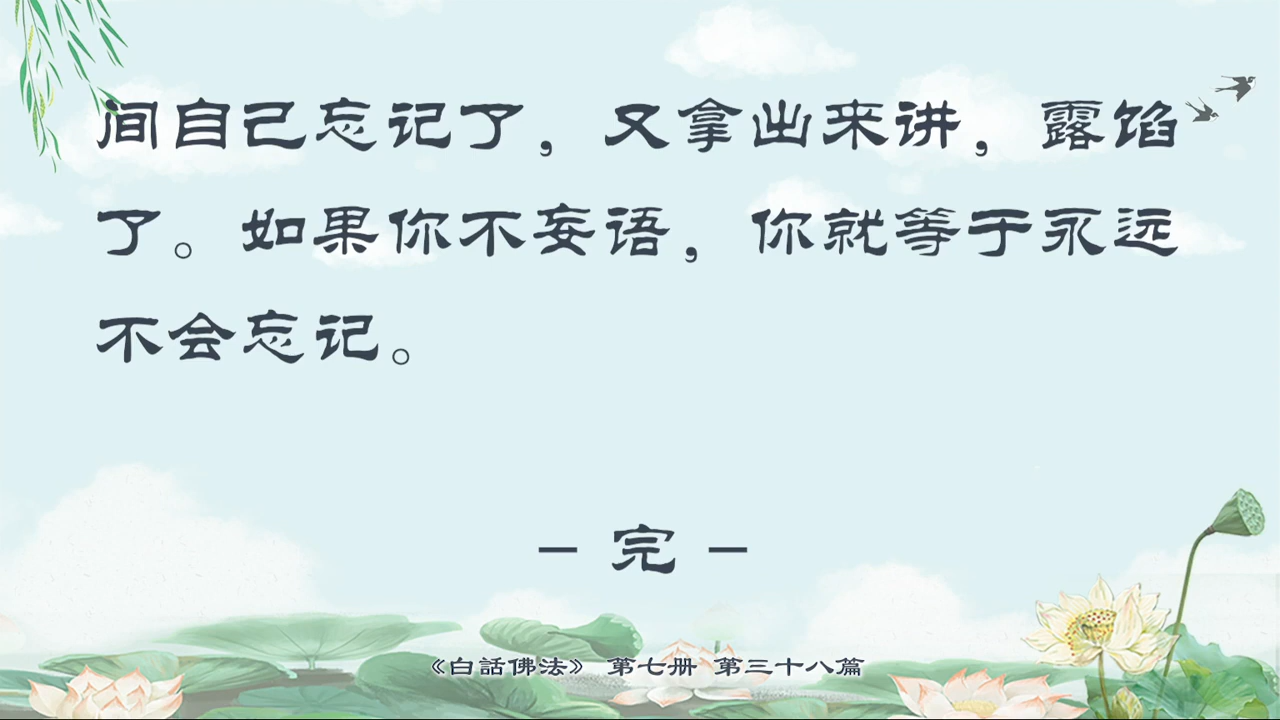 间自己忘记了，又拿出来讲，露馅
了。如果你不妄语，你就等于永远
不会忘记。
– 完 –
《白話佛法》 第七册 第三十八篇